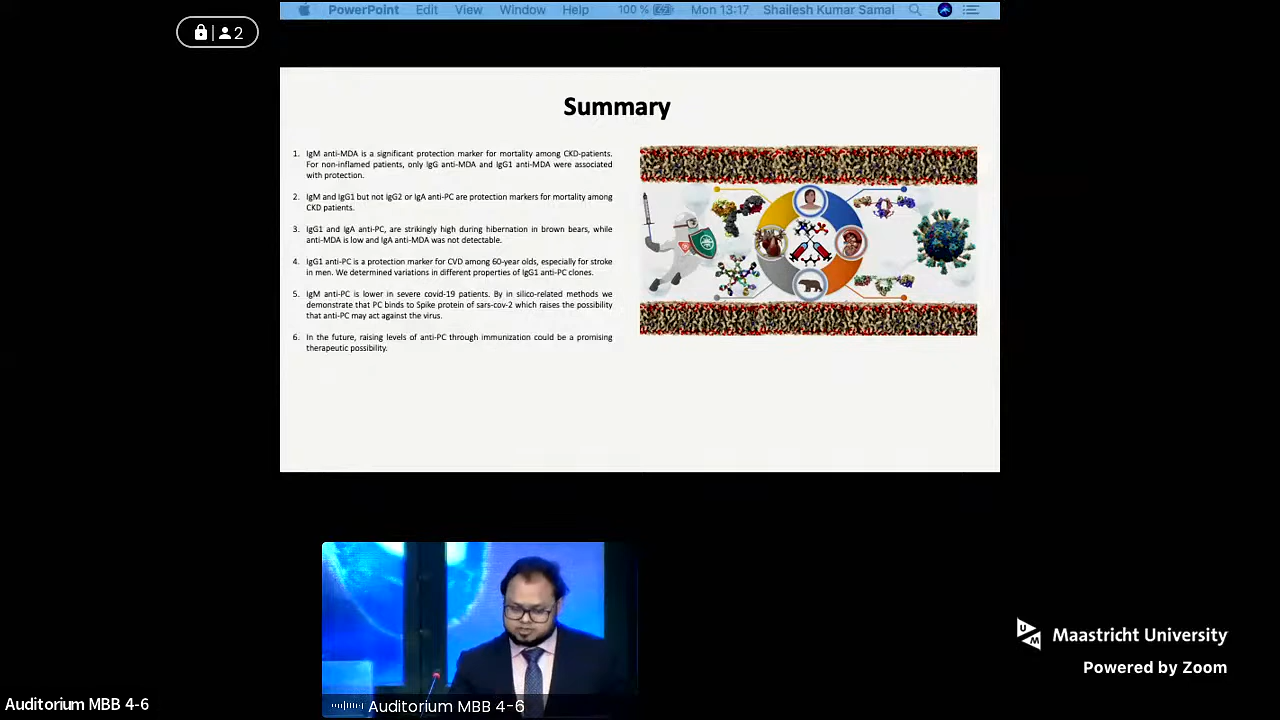 PowerPoint Edit View Window Help 100 % Mon 13:17 Shailesh Kumar Samal
2
Summary
1. IgM anti-MDA is a significant protection marker for mortality among CKD-patients.
For non-inflamed patients, only IgG anti-MDA and IgG1 anti-MDA were associated
with protection.
2. IgM and IgG1 but not IgG2 or IgA anti-PC are protection markers for mortality among
CKD patients.
3. IgG1 and IgA anti-PC, are strikingly high during hibernation in brown bears, while
anti-MDA is low and IgA anti-MDA was not detectable.
4. IgG1 anti-PC is a protection marker for CVD among 60-year olds, especially for stroke
in men. We determined variations in different properties of IgG1 anti-PC clones.
5. IgM anti-PC is lower in severe covid-19 patients. By in silico-related methods we
demonstrate that PC binds to Spike protein of sars-cov-2 which raises the possibility
that anti-PC may act against the virus.
6. In the future, raising levels of anti-PC through immunization could be a promising
therapeutic possibility.
UM Maastricht University
Powered by Zoom
Auditorium MBB 4-6
Auditorium MBB 4-6